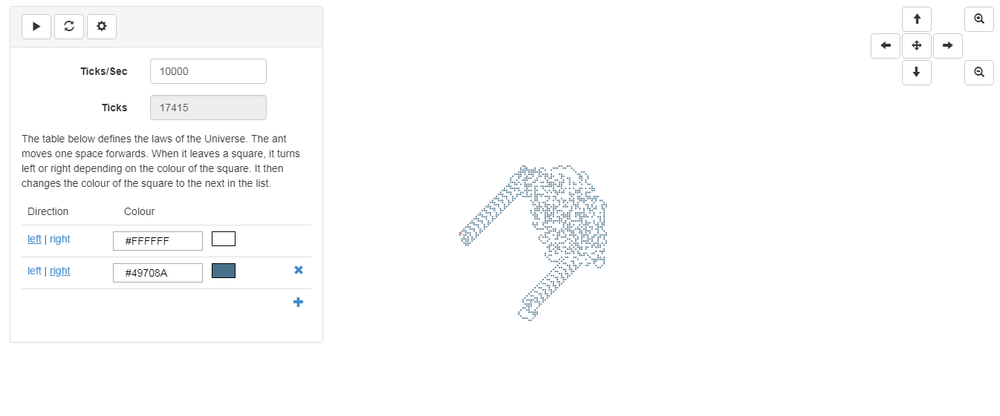 Ticks/Sec 10000
Ticks 17415
The table below defines the laws of the Universe. The ant
moves one space forwards. When it leaves a square, it turns
left or right depending on the colour of the square. It then
changes the colour of the square to the next in the list.
Direction Colour
left | right #FFFFFF
left | right #49708A